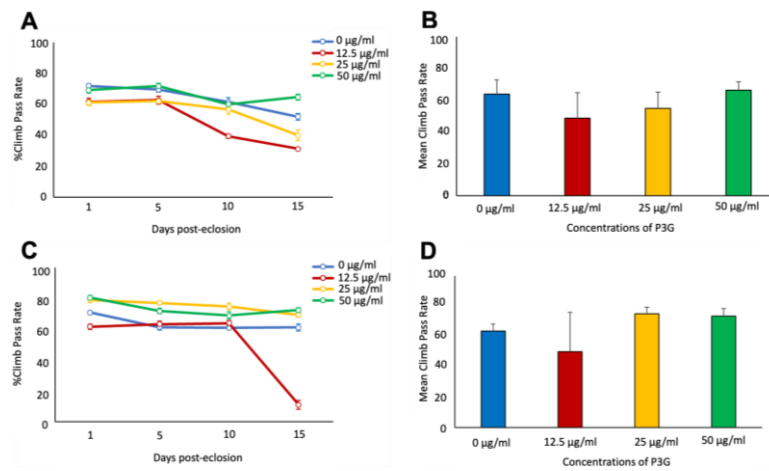 A
%Climb Pass Rate
100
80
60
40
20
0
1 5 10 15
Days post-eclosion
0 µg/ml
12.5 µg/ml
25 µg/ml
50 µg/ml
B
Mean Climb Pass Rate
100
80
60
40
20
0
0 µg/ml 12.5 µg/ml 25 µg/ml 50 µg/ml
Concentrations of P3G
C
%Climb Pass Rate
100
80
60
40
20
0
1 5 10 15
Days post-eclosion
0 µg/ml
12.5 µg/ml
25 µg/ml
50 µg/ml
D
Mean Climb Pass Rate
100
80
60
40
20
0
0 µg/ml 12.5 µg/ml 25 µg/ml 50 µg/ml
Concentrations of P3G